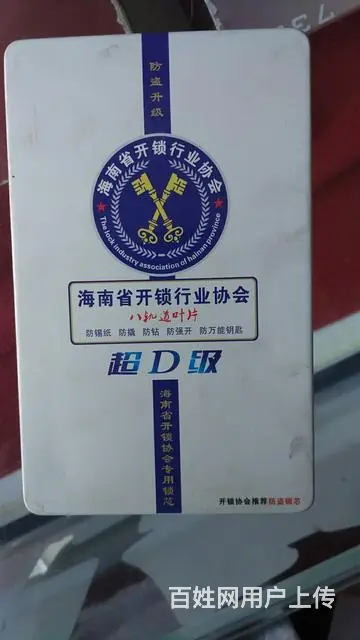 防盗升级
海南省开锁行业协会
The lock industry association of hainan province
海南省开锁行业协会
八轨道叶片
防锡纸 防撬 防钻 防强开 防万能钥匙
超D级
海南省开锁协会专用锁芯
开锁协会推荐防盗锁芯
百姓网用户上传